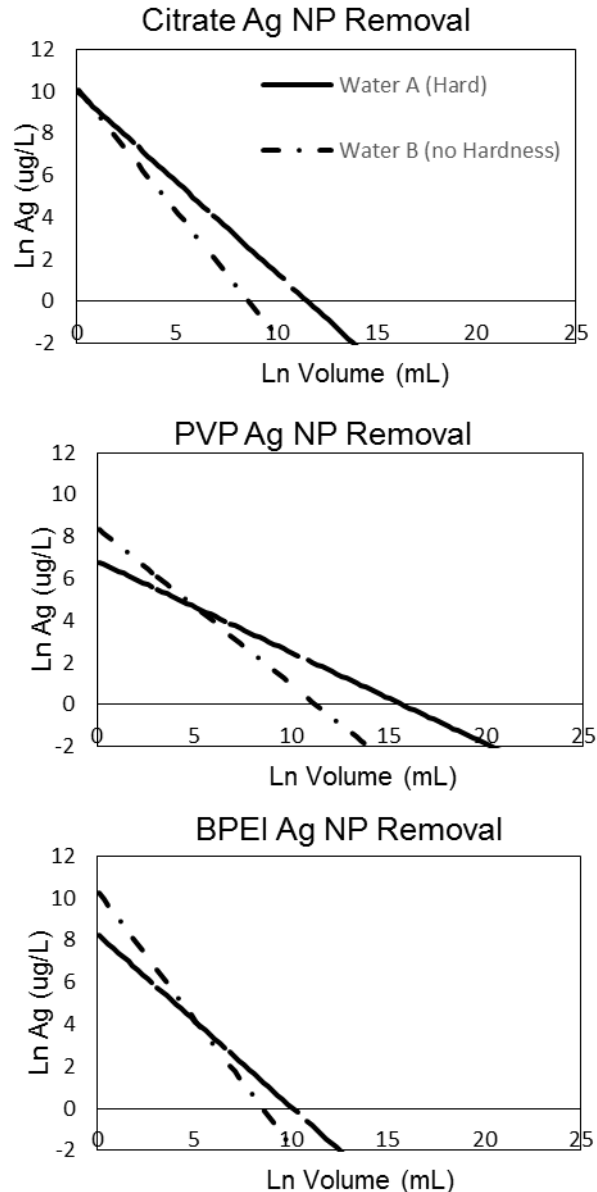 Citrate Ag NP Removal
12
10
8
6
4
2
0
-2
Ln Ag (ug/L)
Water A (Hard)
Water B (no Hardness)
0 5 10 15 20 25
Ln Volume (mL)
PVP Ag NP Removal
12
10
8
6
4
2
0
-2
Ln Ag (ug/L)
0 5 10 15 20 25
Ln Volume (mL)
BPEI Ag NP Removal
12
10
8
6
4
2
0
-2
Ln Ag (ug/L)
0 5 10 15 20 25
Ln Volume (mL)